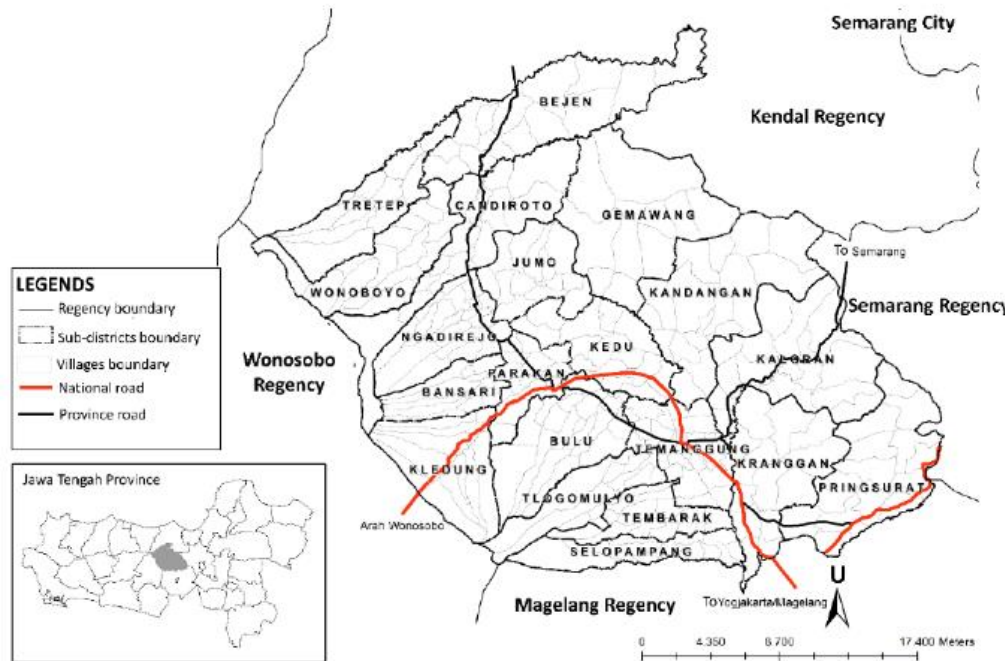 Semarang City
Kendal Regency
BEJEN
TRETEP
CANDIROTO
GEMAWANG
To Semarang
JUMO
LEGENDS
Regency boundary
Sub-districts boundary
Villages boundary
National road
Province road
WONOBOYO
KANDANGAN
Semarang Regency
Wonosobo
Regency
NGADIREJO
KEDU
KALORAN
PARAKAN
BANSARI
BULU
TEMANGGUNG
KLEDUNG
KRANGGAN
PRINGSURAT
Jawa Tengah Province
TLOGOMULYO
Arah Wonosobo
TEMBARAK
SELOPAMPANG
U
Magelang Regency
ToYogjakarta/Magelang
0 4.350 8.700 17.400 Meters